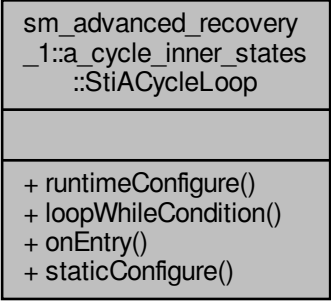 sm_advanced_recovery
_1::a_cycle_inner_states
::StiACycleLoop
+ runtimeConfigure()
+ loopWhileCondition()
+ onEntry()
+ staticConfigure()